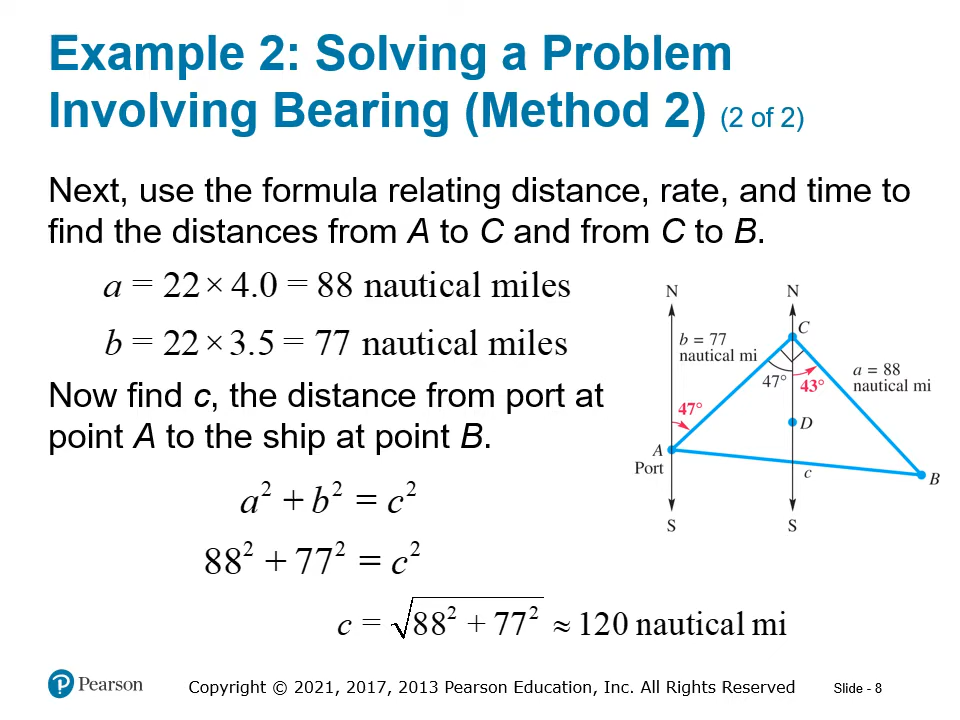 Example 2: Solving a Problem
Involving Bearing (Method 2) (2 of 2)
Next, use the formula relating distance, rate, and time to
find the distances from A to C and from C to B.
a = 22 × 4.0 = 88 nautical miles
b = 22 × 3.5 = 77 nautical miles
Now find c, the distance from port at
point A to the ship at point B.
a² + b² = c²
88² + 77² = c²
c = √88² + 77² ≈ 120 nautical mi
N
N
C
b = 77
nautical mi
a = 88
nautical mi
47°
43°
47°
D
A
Port
c
B
S
S
Pearson
Copyright © 2021, 2017, 2013 Pearson Education, Inc. All Rights Reserved
Slide - 8